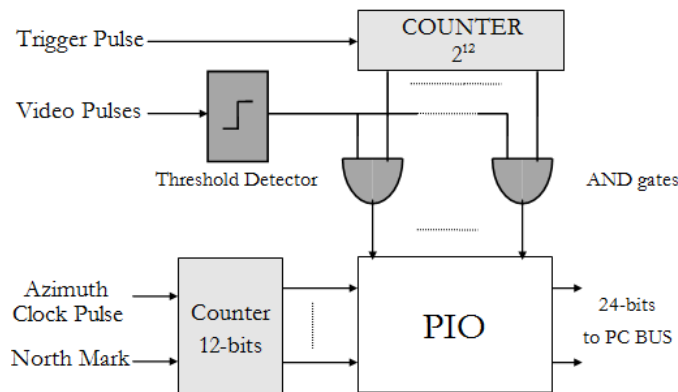 Trigger Pulse
COUNTER
2¹²
Video Pulses
Threshold Detector
AND gates
Azimuth
Clock Pulse
North Mark
Counter
12-bits
PIO
24-bits
to PC BUS